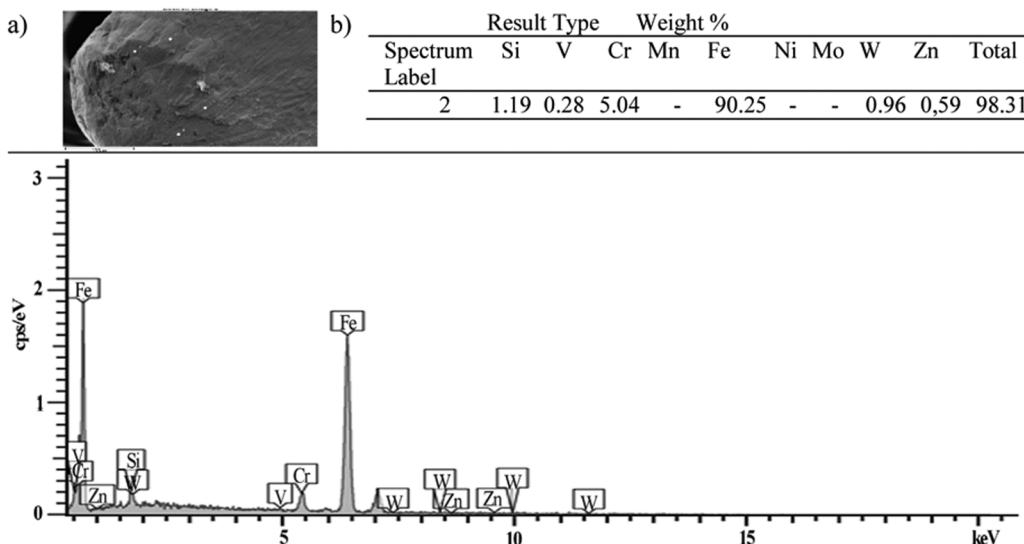 a)
b)
Result Type Weight %
Spectrum Label Si V Cr Mn Fe Ni Mo W Zn Total
2 1.19 0.28 5.04 - 90.25 - - 0.96 0,59 98.31
cps/eV
3
2
1
0
Fe
Fe
V
Cr
Zn
Si
W
V
Cr
W
W
Zn
Zn
W
W
5
10
15
keV